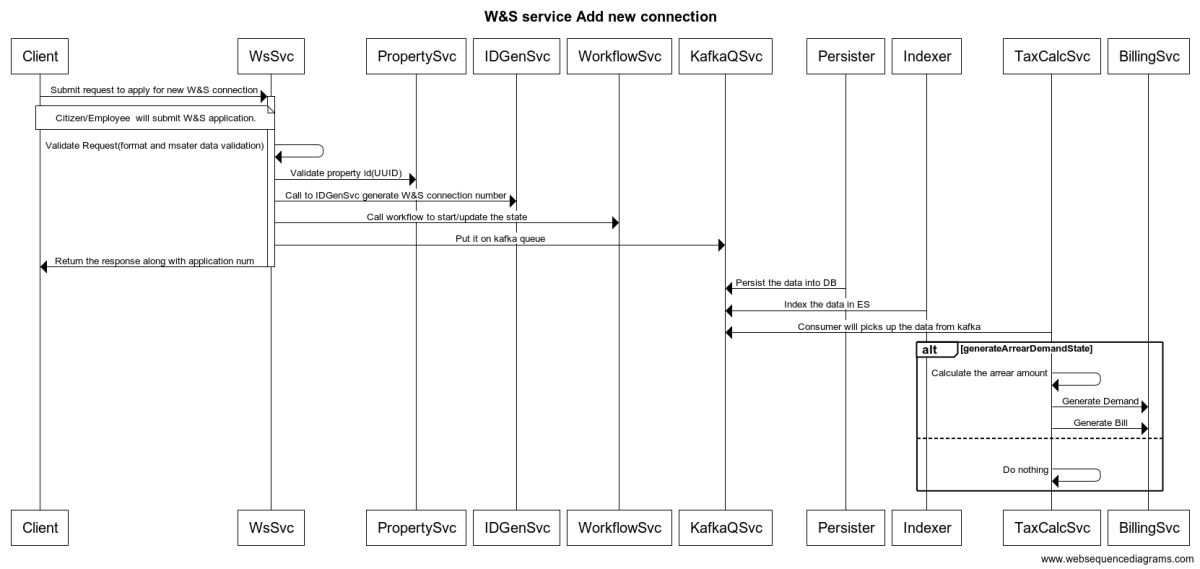 W&S service Add new connection
Client WsSvc PropertySvc IDGenSvc WorkflowSvc KafkaQSvc Persister Indexer TaxCalcSvc BillingSvc
Submit request to apply for new W&S connection
Citizen/Employee  will submit W&S application.
Validate Request(format and msater data validation)
Validate property id(UUID)
Call to IDGenSvc generate W&S connection number
Call workflow to start/update the state
Put it on kafka queue
Return the response along with application num
Persist the data into DB
Index the data in ES
Consumer will picks up the data from kafka
alt [generateArrearDemandState]
Calculate the arrear amount
Generate Demand
Generate Bill
Do nothing
Client WsSvc PropertySvc IDGenSvc WorkflowSvc KafkaQSvc Persister Indexer TaxCalcSvc BillingSvc
www.websequencediagrams.com